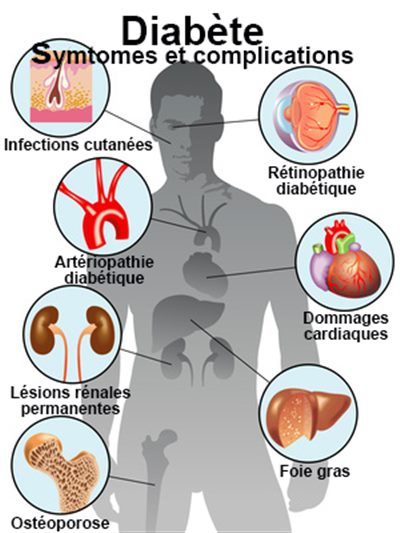 Diabète
Symtomes et complications
Infections cutanées
Rétinopathie
diabétique
Artériopathie
diabétique
Dommages
cardiaques
Lésions rénales
permanentes
Foie gras
Ostéoporose